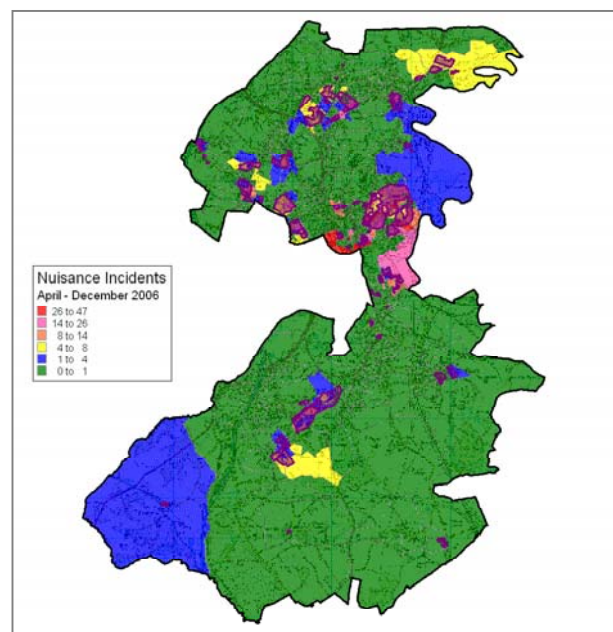 Nuisance Incidents
April - December 2006
26 to 47
14 to 26
8 to 14
4 to 8
1 to 4
0 to 1